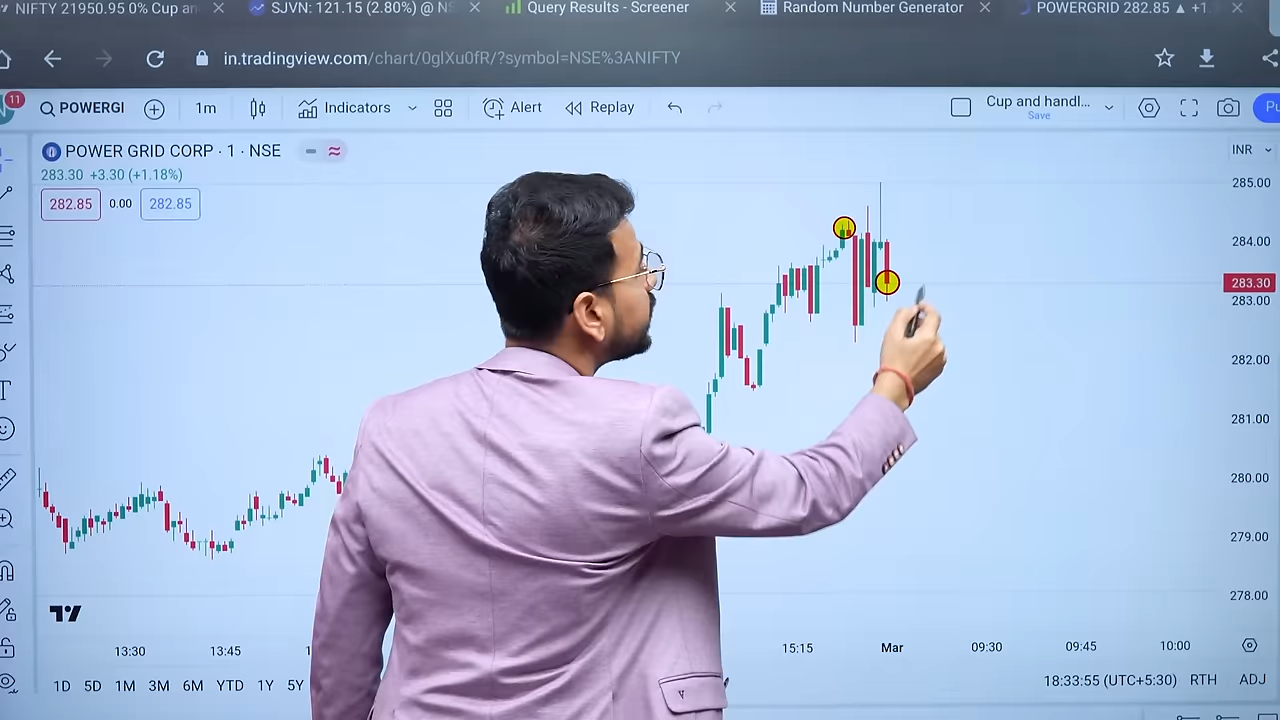 NIFTY 21950.95 0% Cup an
SJVN: 121.15 (2.80%) @ NS
Query Results - Screener
Random Number Generator
POWERGRID 282.85 ▲ +1.
in.tradingview.com/chart/0glXu0fR/?symbol=NSE%3ANIFTY
11
POWERGI
1m
Indicators
Alert
Replay
Cup and handl...
Save
Pu
POWER GRID CORP · 1 · NSE
INR
283.30 +3.30 (+1.18%)
282.85
0.00
282.85
285.00
284.00
283.30
283.00
282.00
281.00
280.00
279.00
278.00
13:30
13:45
15:15
Mar
09:30
09:45
10:00
1D 5D 1M 3M 6M YTD 1Y 5Y
18:33:55 (UTC+5:30) RTH ADJ